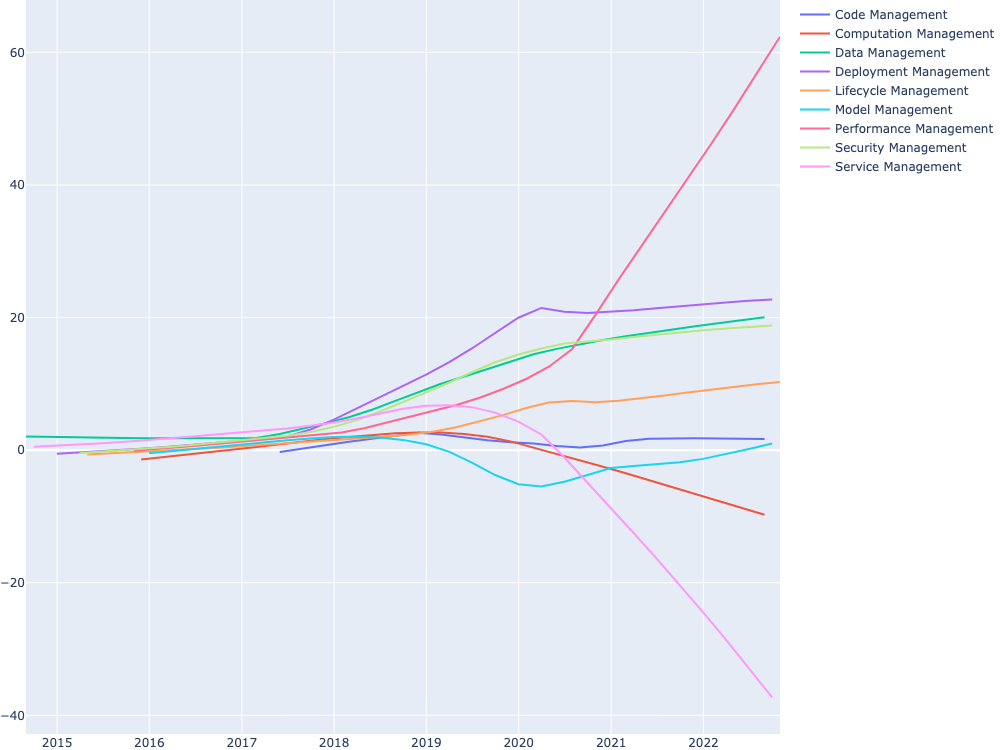 Code Management
Computation Management
Data Management
Deployment Management
Lifecycle Management
Model Management
Performance Management
Security Management
Service Management
60
40
20
0
−20
−40
2015 2016 2017 2018 2019 2020 2021 2022